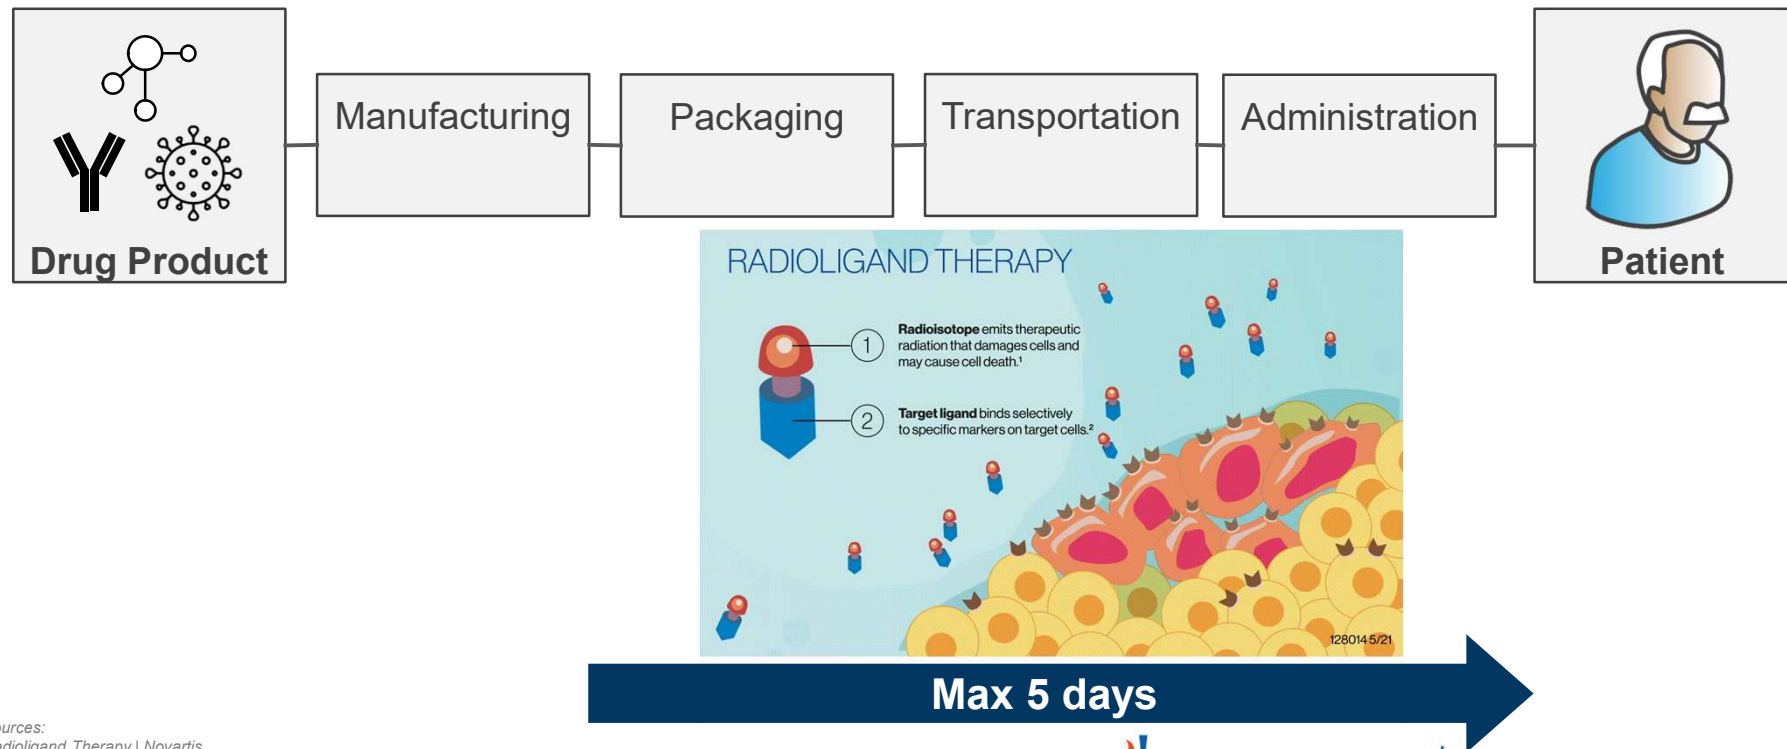 Manufacturing
Packaging
Transportation
Administration
Drug Product
Patient
RADIOLIGAND THERAPY
1
Radioisotope emits therapeutic
radiation that damages cells and
may cause cell death.¹
2
Target ligand binds selectively
to specific markers on target cells.²
128014 5/21
Max 5 days
urces:
dioligand Therapy | Novartis